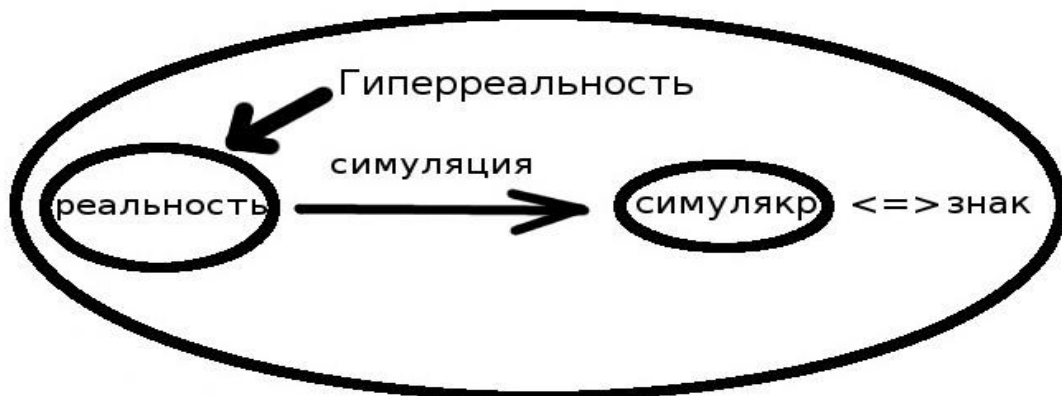 Гиперреальность
симуляция
реальность
симулякр <=> знак